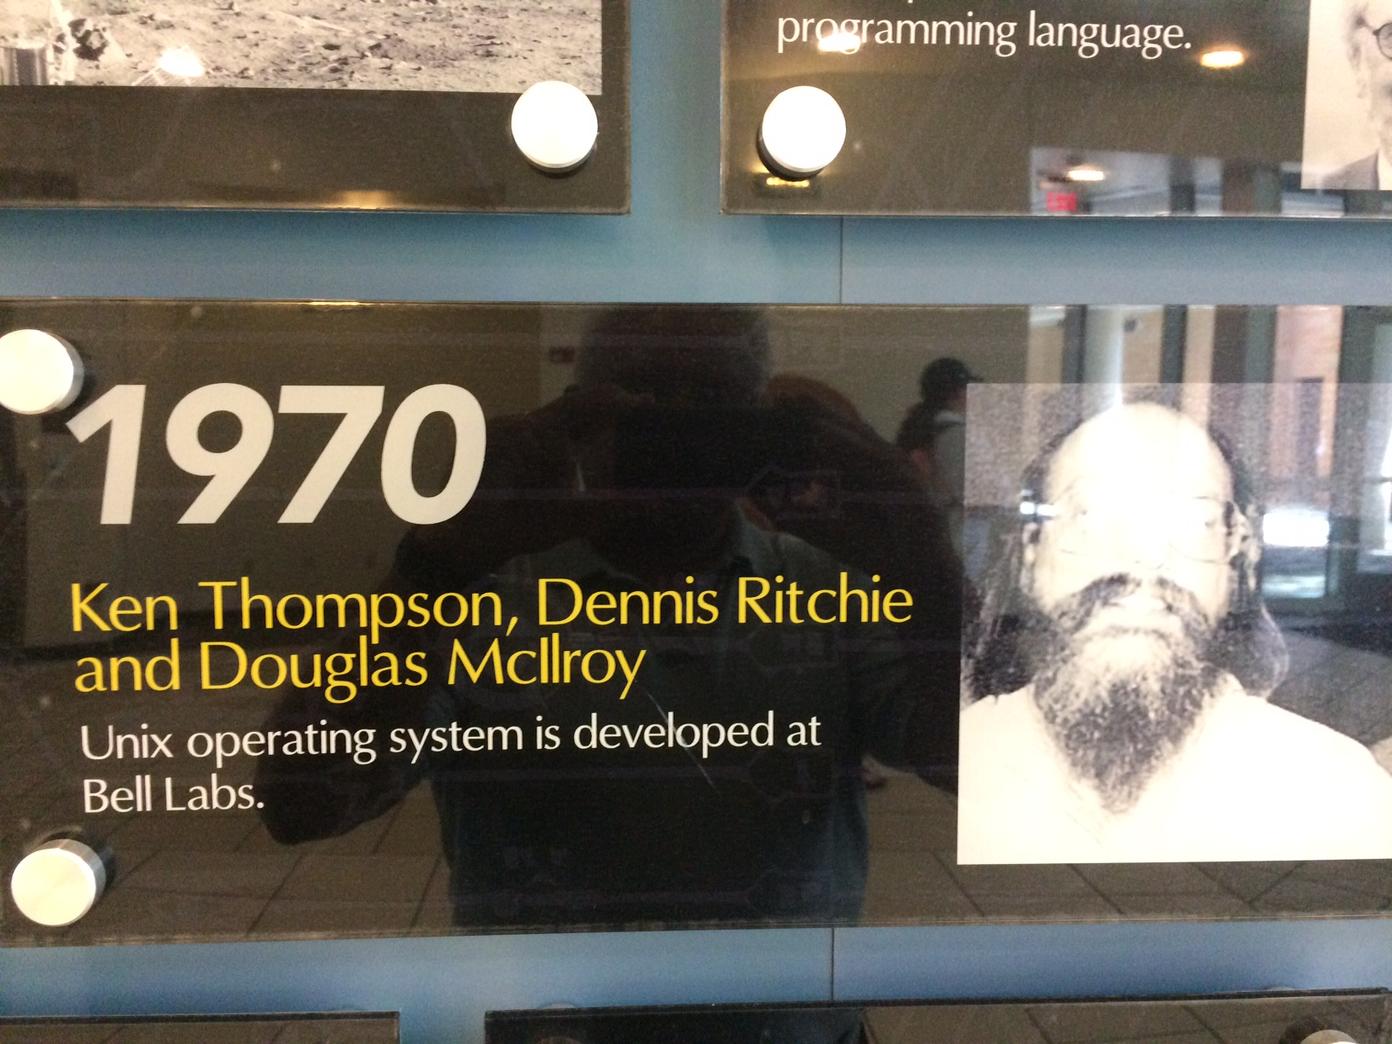 programming language.
1970
Ken Thompson, Dennis Ritchie
and Douglas McIlroy
Unix operating system is developed at
Bell Labs.